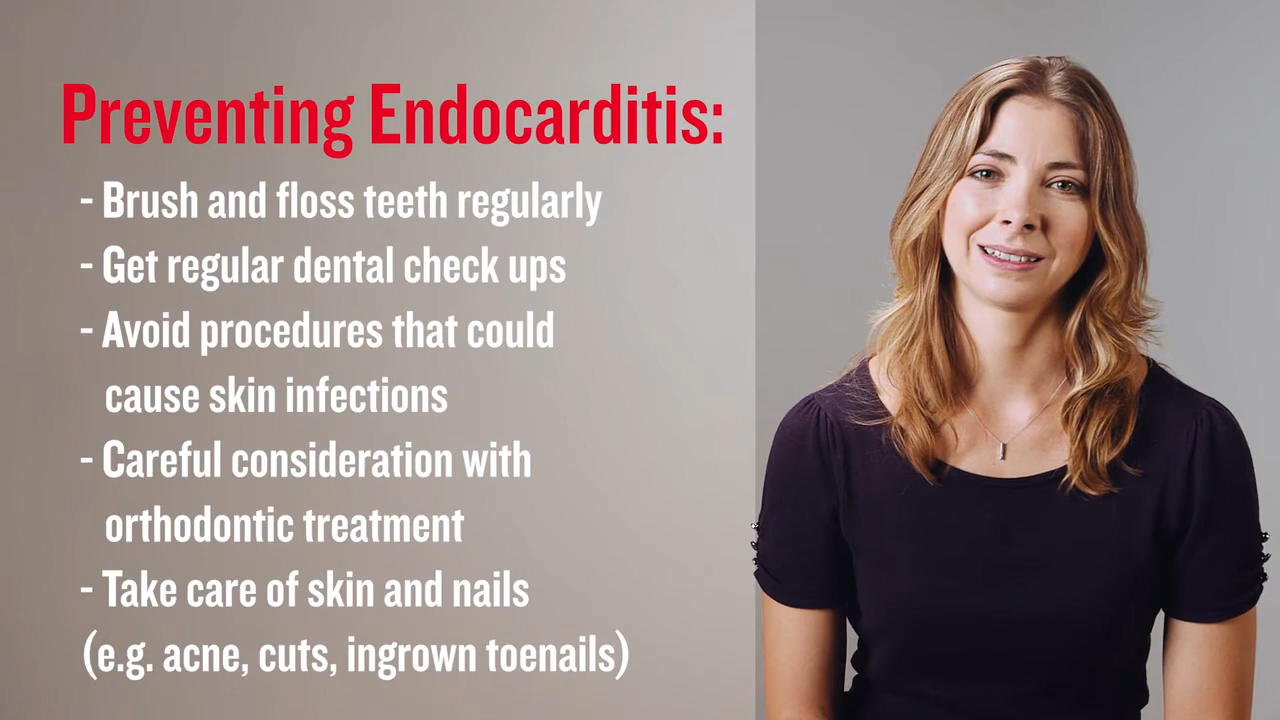 Preventing Endocarditis:
- Brush and floss teeth regularly
- Get regular dental check ups
- Avoid procedures that could
cause skin infections
- Careful consideration with
orthodontic treatment
- Take care of skin and nails
(e.g. acne, cuts, ingrown toenails)